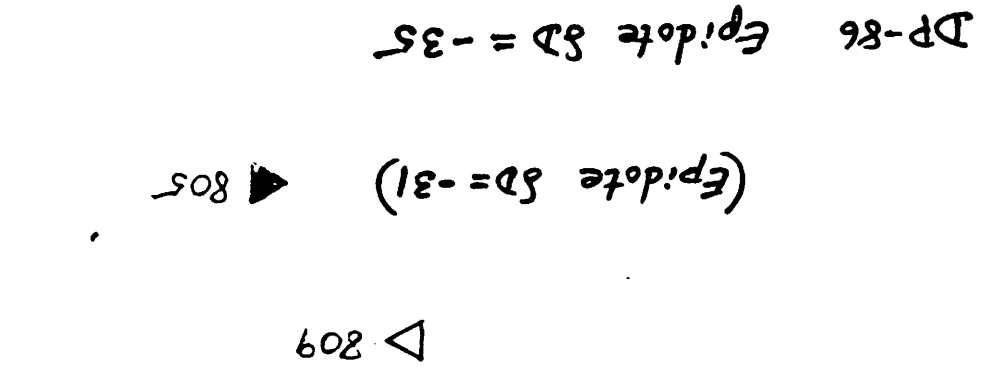 809
(Epidote δD=-31) 805
DP-86 Epidote δD = -35